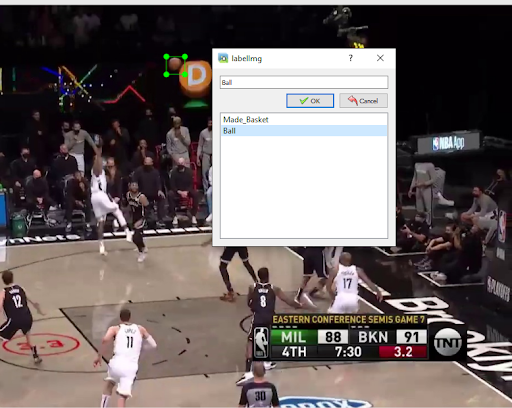 labelImg
?
Ball
OK
Cancel
Made_Basket
Ball
D
NBA App
12
8
17
11
30
EASTERN CONFERENCE SEMIS GAME 7
MIL 88 BKN 91
4TH 7:30 3.2
TNT
Brooklyn